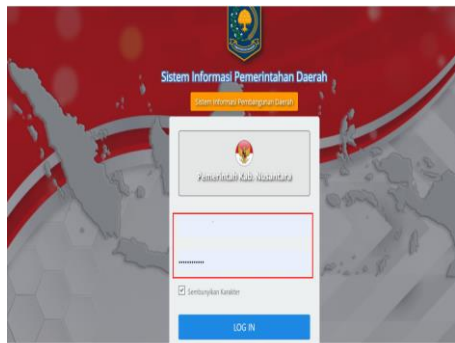 Sistem Informasi Pemerintahan Daerah
Sistem Informasi Pembangunan Daerah
Pemerintah Kab. Nusantara
............
Sembunyikan Karakter
LOG IN